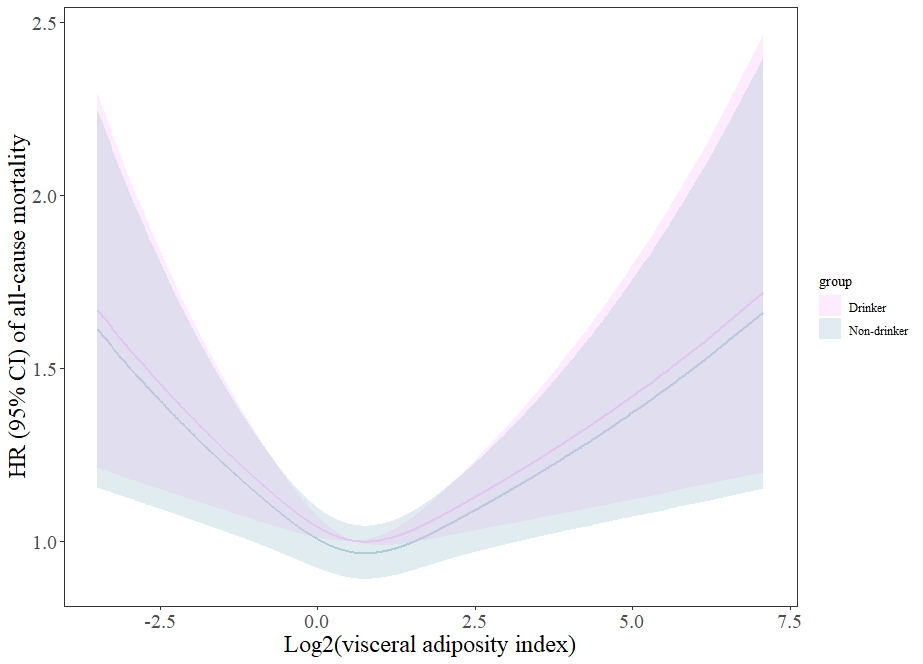 HR (95% CI) of all-cause mortality
2.5
2.0
1.5
1.0
-2.5
0.0
2.5
5.0
7.5
Log2(visceral adiposity index)
group
Drinker
Non-drinker